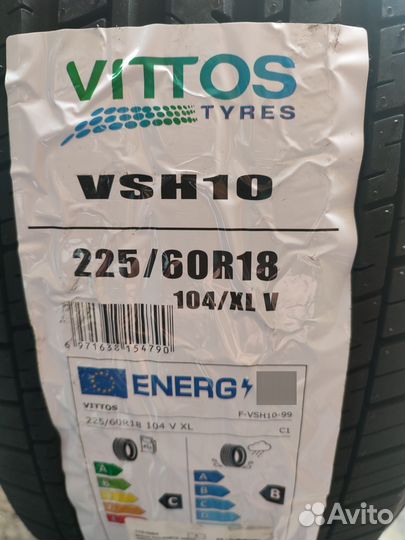 VITTOS
TYRES
VSH10
225/60R18
104/XL V
6 971638 154790
ENERG
VITTOS
F-VSH10-99
225/60R18 104 V XL
C1
A
B
C
A
B
C
B
Avito